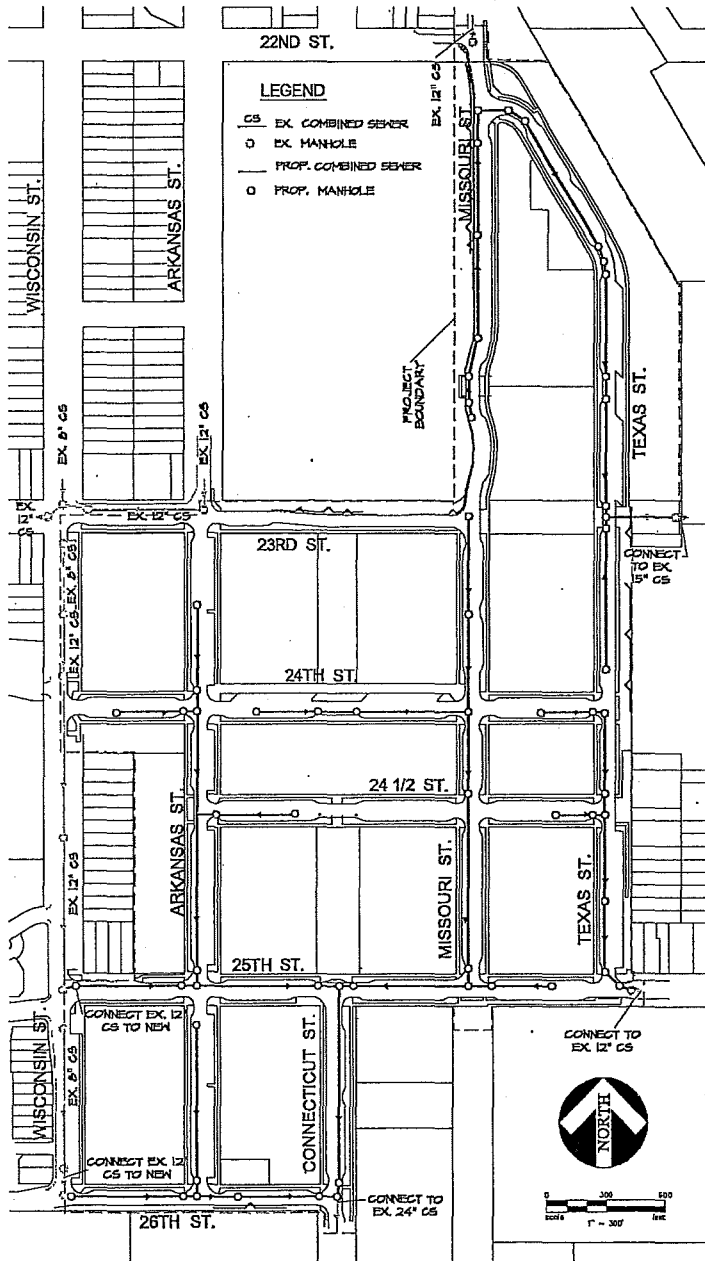 22ND ST.
LEGEND
CS EX. COMBINED SEWER
EX. MANHOLE
PROP. COMBINED SEWER
PROP. MANHOLE
EX. 12" CS
MISSOURI ST
WISCONSIN ST.
ARKANSAS ST.
PROJECT
BOUNDARY
TEXAS ST.
EX. 8" CS
EX. 12" CS
EX.
12"
CS
EX. 12" CS
23RD ST.
CONNECT
TO EX.
15" CS
EX. 12" CS
EX. 8" CS
24TH ST.
24 1/2 ST.
ARKANSAS ST.
MISSOURI ST.
TEXAS ST.
EX. 12" CS
25TH ST.
CONNECT EX. 12
CS TO NEW
CONNECT TO
EX. 12" CS
WISCONSIN ST.
EX. 8" CS
CONNECTICUT ST.
CONNECT EX. 12
CS TO NEW
CONNECT TO
EX. 24" CS
26TH ST.
NORTH
0 300 600
scale 1" = 300' feet